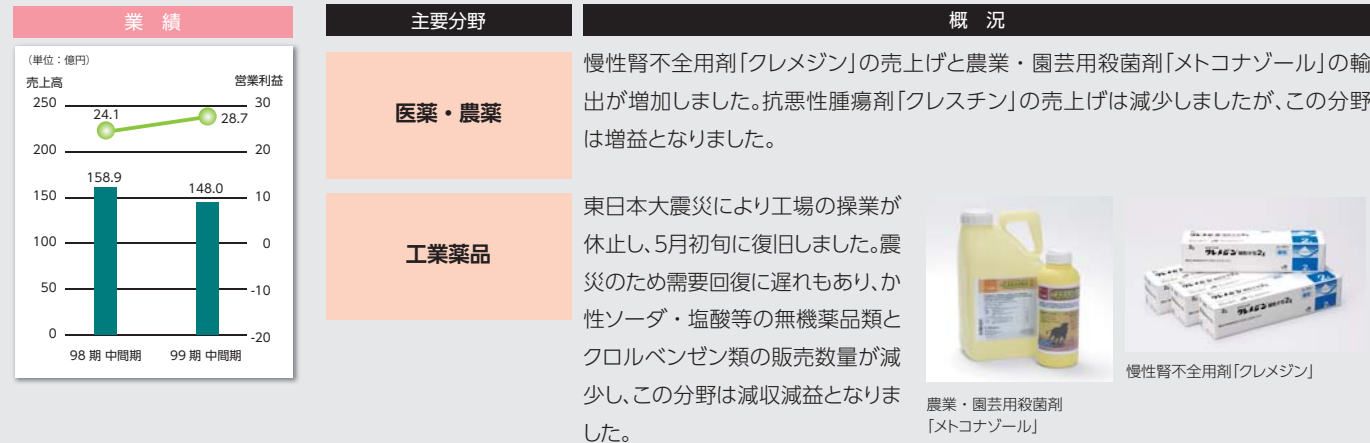 業 績
(単位：億円)
売上高
営業利益
250
200
150
100
50
0
30
20
10
0
-10
-20
24.1
28.7
158.9
148.0
98 期 中間期
99 期 中間期
主要分野
概 況
医薬・農薬
慢性腎不全用剤「クレメジン」の売上げと農業・園芸用殺菌剤「メトコナゾール」の輸
出が増加しました。抗悪性腫瘍剤「クレスチン」の売上げは減少しましたが、この分野
は増益となりました。
工業薬品
東日本大震災により工場の操業が
休止し、5月初旬に復旧しました。震
災のため需要回復に遅れもあり、か
性ソーダ・塩酸等の無機薬品類と
クロルベンゼン類の販売数量が減
少し、この分野は減収減益となりま
した。
農業・園芸用殺菌剤
「メトコナゾール」
クレメジン
クレメジン
慢性腎不全用剤「クレメジン」